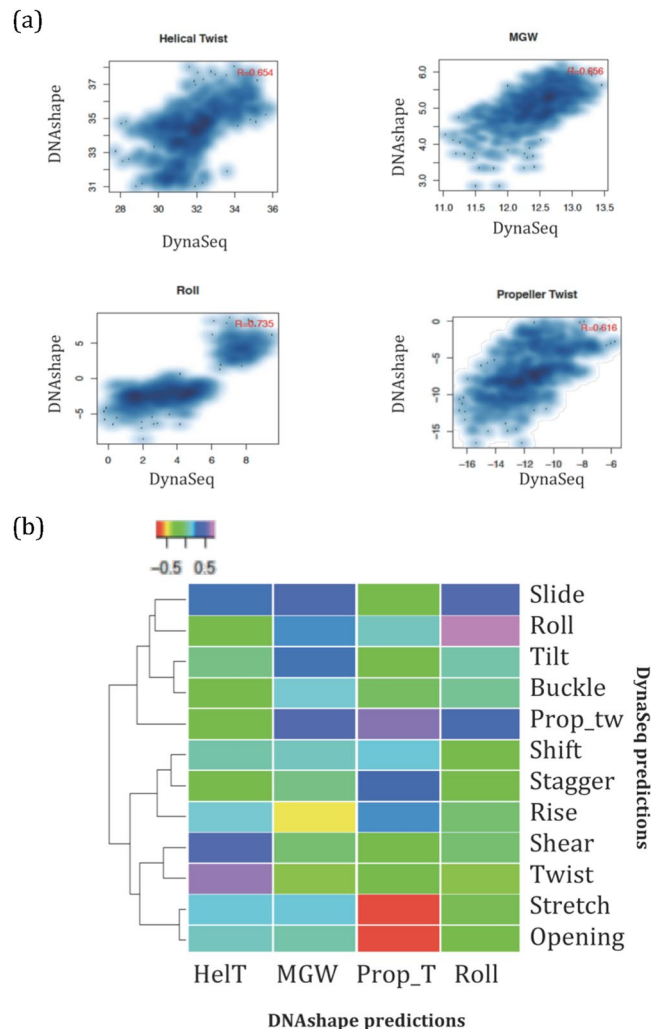 (a)
Helical Twist
R=0.654
DNAshape
31 33 35 37
28 30 32 34 36
DynaSeq
MGW
R=0.656
DNAshape
3.0 4.0 5.0 6.0
11.0 11.5 12.0 12.5 13.0 13.5
DynaSeq
Roll
R=0.735
DNAshape
−5 0 5
0 2 4 6 8
DynaSeq
Propeller Twist
R=0.616
DNAshape
−15 −10 −5 −0
−16 −14 −12 −10 −8 −6
DynaSeq
(b)
−0.5 0.5
Slide
Roll
Tilt
Buckle
Prop_tw
Shift
Stagger
Rise
Shear
Twist
Stretch
Opening
DynaSeq predictions
HelT MGW Prop_T Roll
DNAshape predictions